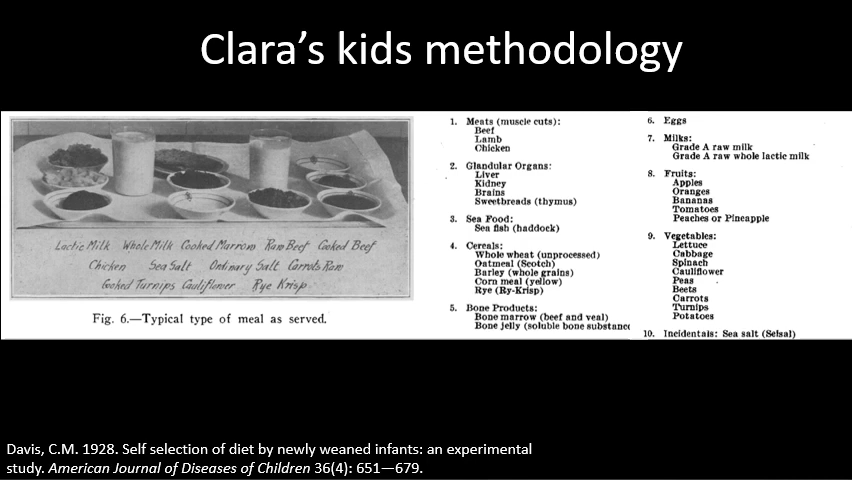 Clara's kids methodology
Lactic Milk Whole Milk Cooked Marrow Raw Beef Cooked Beef
Chicken Sea Salt Ordinary Salt Carrots Raw
Cooked Turnips Cauliflower Rye Krisp
Fig. 6.—Typical type of meal as served.
1. Meats (muscle cuts):
Beef
Lamb
Chicken
2. Glandular Organs:
Liver
Kidney
Brains
Sweetbreads (thymus)
3. Sea Food:
Sea fish (haddock)
4. Cereals:
Whole wheat (unprocessed)
Oatmeal (Scotch)
Barley (whole grains)
Corn meal (yellow)
Rye (Ry-Krisp)
5. Bone Products:
Bone marrow (beef and veal)
Bone jelly (soluble bone substance
6. Eggs
7. Milks:
Grade A raw milk
Grade A raw whole lactic milk
8. Fruits:
Apples
Oranges
Bananas
Tomatoes
Peaches or Pineapple
9. Vegetables:
Lettuce
Cabbage
Spinach
Cauliflower
Peas
Beets
Carrots
Turnips
Potatoes
10. Incidentals: Sea salt (Selsal)
Davis, C.M. 1928. Self selection of diet by newly weaned infants: an experimental
study. American Journal of Diseases of Children 36(4): 651—679.